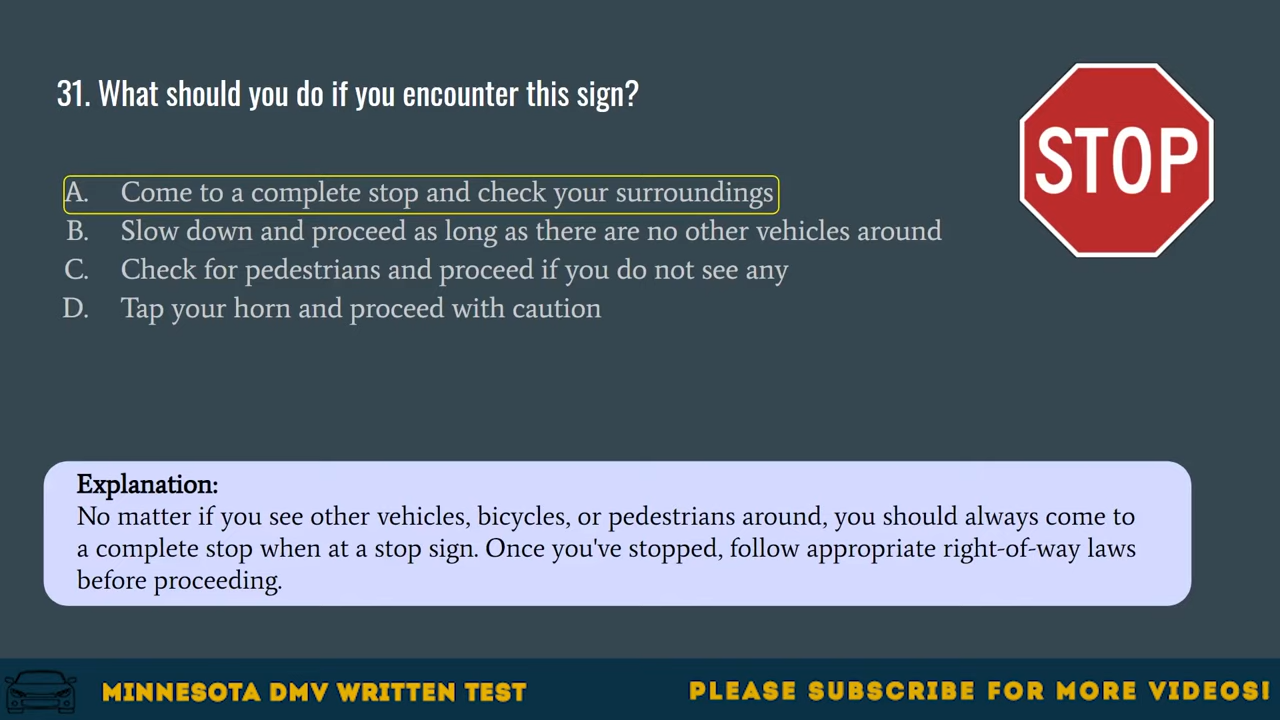 31. What should you do if you encounter this sign?
STOP
A. Come to a complete stop and check your surroundings
B. Slow down and proceed as long as there are no other vehicles around
C. Check for pedestrians and proceed if you do not see any
D. Tap your horn and proceed with caution
Explanation:
No matter if you see other vehicles, bicycles, or pedestrians around, you should always come to
a complete stop when at a stop sign. Once you've stopped, follow appropriate right-of-way laws
before proceeding.
MINNESOTA DMV WRITTEN TEST
PLEASE SUBSCRIBE FOR MORE VIDEOS!